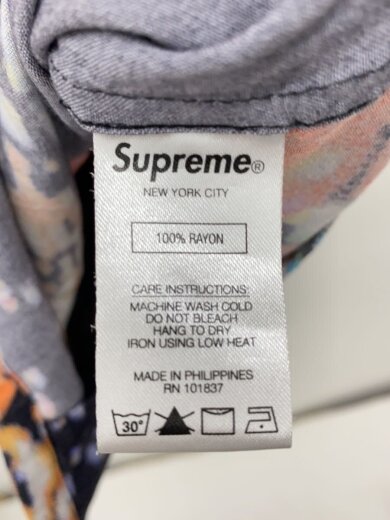 Supreme®
NEW YORK CITY
100% RAYON
CARE INSTRUCTIONS:
MACHINE WASH COLD
DO NOT BLEACH
HANG TO DRY
IRON USING LOW HEAT
MADE IN PHILIPPINES
RN 101837
30°